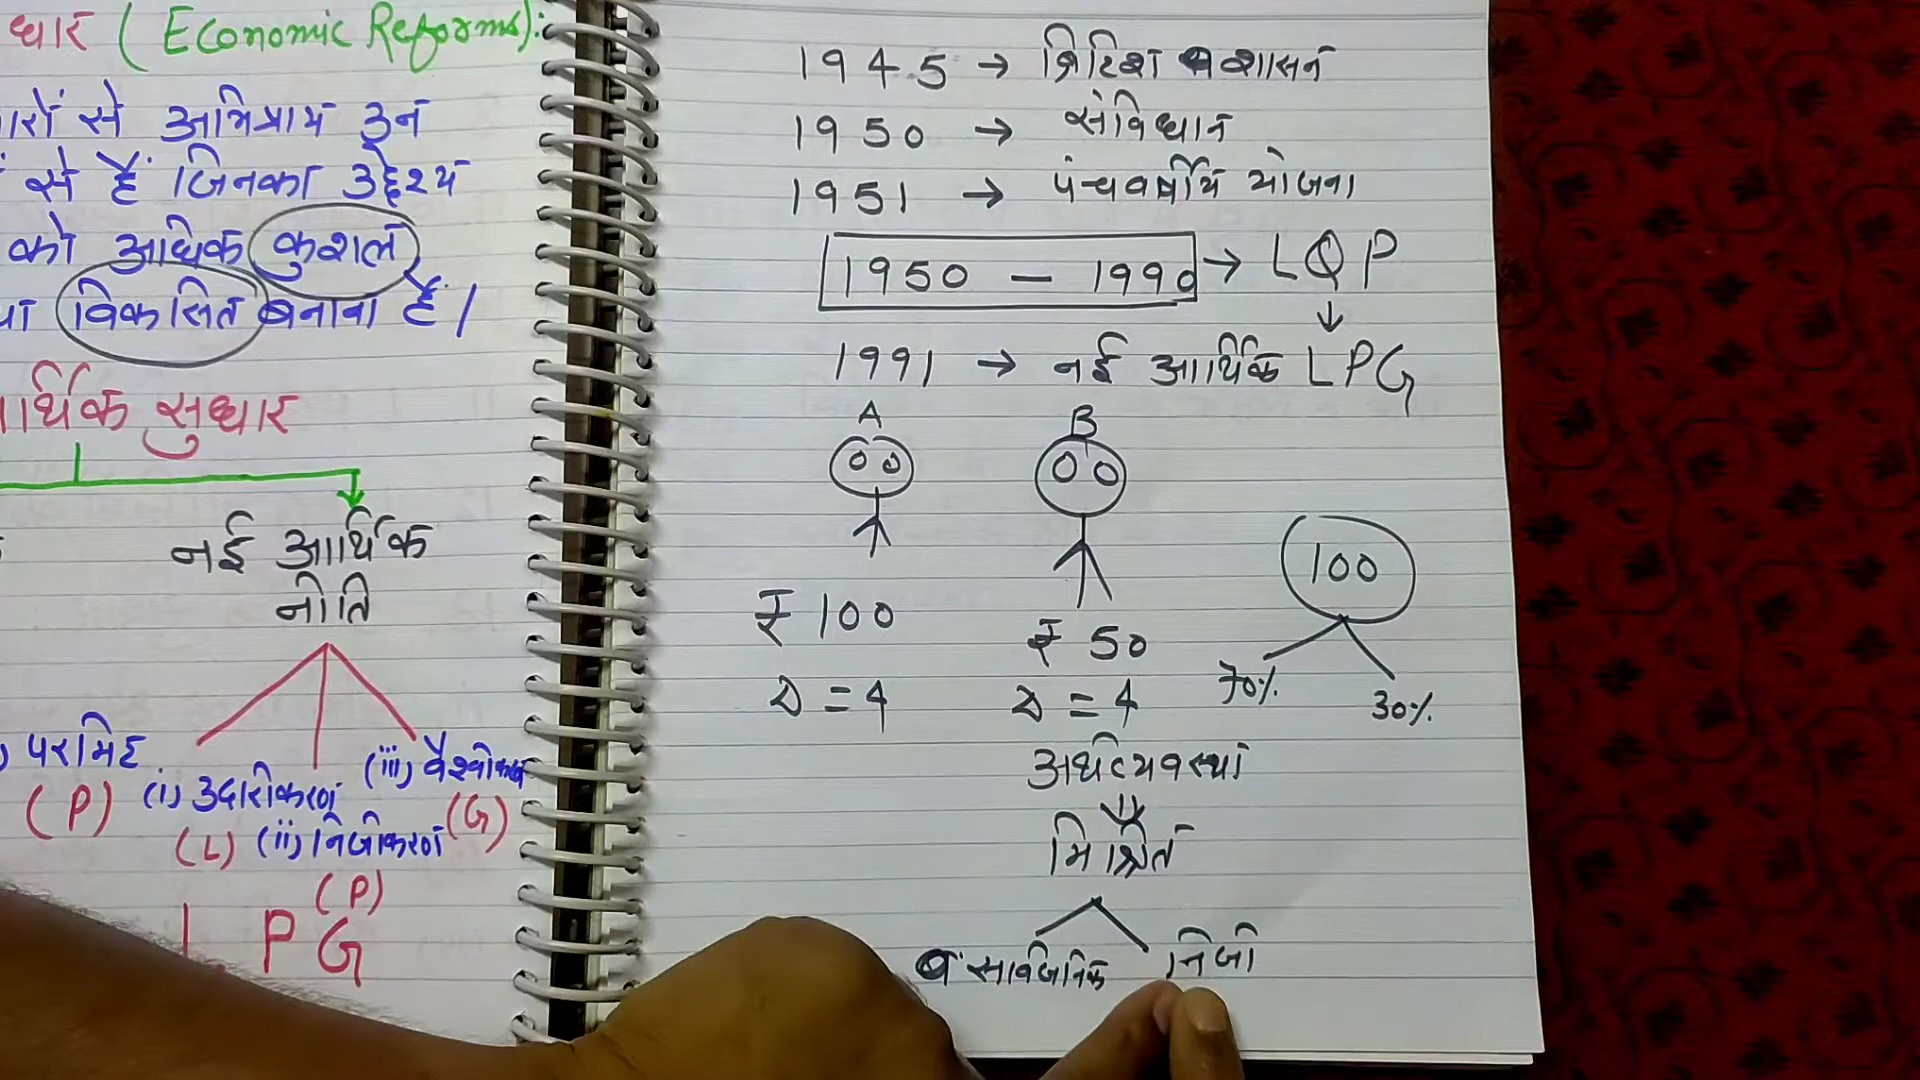 धार ( Economic Reforms):
ारों से अभिप्राय उन
से हैं जिनका उद्देश्य
को अधिक कुशल
विकसित बनाना हैं।
र्थिक सुधार
नई आर्थिक
नीति
परमिट
(P)
(i) उदारीकरण
(L)
(ii) निजीकरण
(P)
(iii) वैश्वीकरण
(G)
L P G
1945 → ब्रिटिश शासन
1950 → संविधान
1951 → पंचवर्षीय योजना
1950 — 1990 → LQP
↓
1991 → नई आर्थिक LPG
A B
₹ 100
₹ 50
= 4
= 4
100
70% 30%
अर्थव्यवस्था
मिश्रित
सार्वजनिक निजी